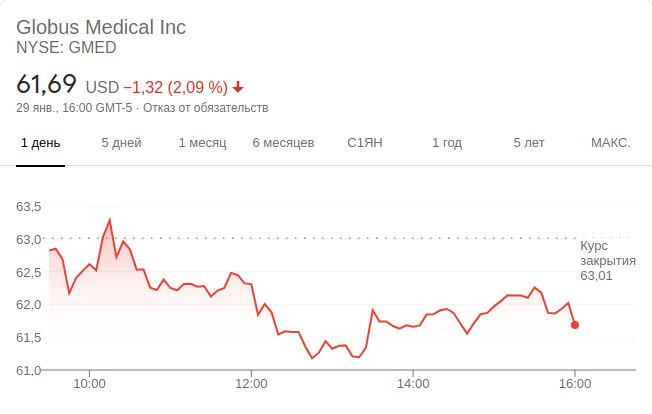 Globus Medical Inc
NYSE: GMED
61,69 USD −1,32 (2,09 %)
29 янв., 16:00 GMT-5 · Отказ от обязательств
1 день 5 дней 1 месяц 6 месяцев С1ЯН 1 год 5 лет МАКС.
63,5
63,0
Курс
закрытия
63,01
62,5
62,0
61,5
61,0
10:00 12:00 14:00 16:00